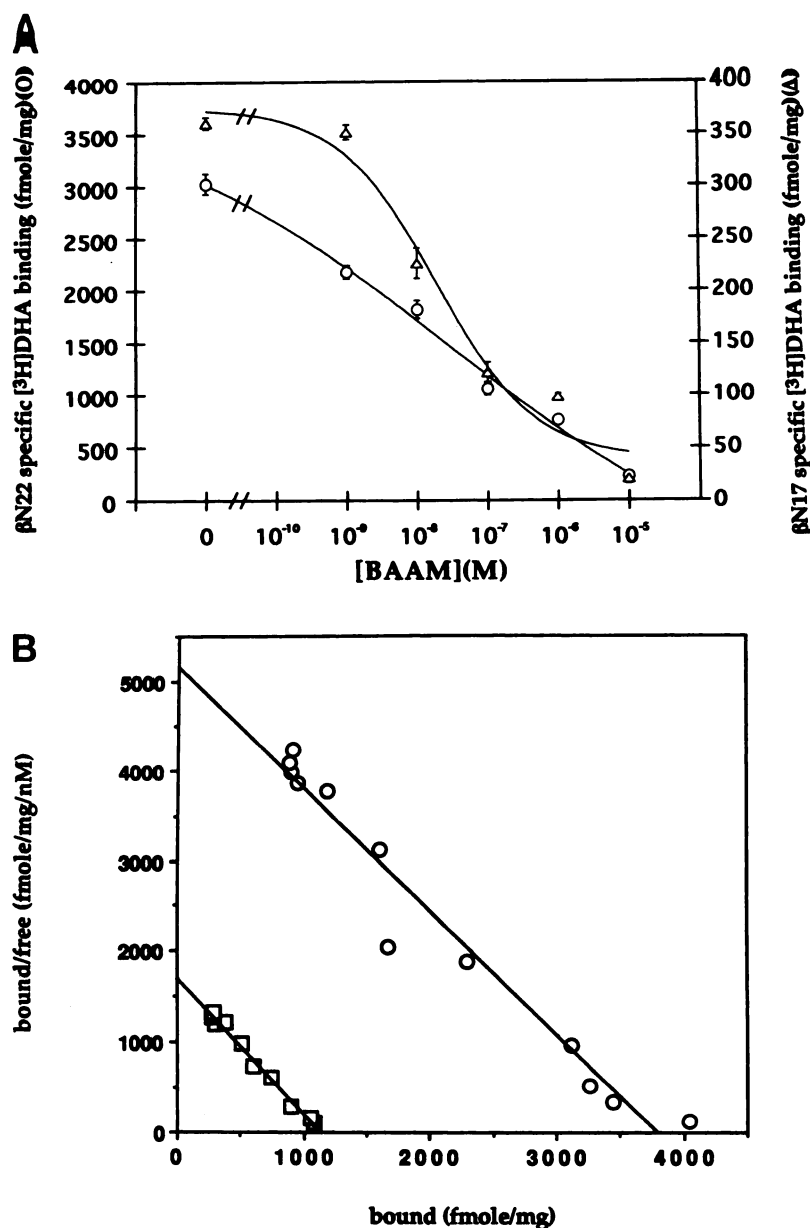 A
βN22 specific [³H]DHA binding (fmole/mg)(O)
4000
3500
3000
2500
2000
1500
1000
500
0
400
350
300
250
200
150
100
50
0
βN17 specific [³H]DHA binding (fmole/mg)(Δ)
0 10⁻¹⁰ 10⁻⁹ 10⁻⁸ 10⁻⁷ 10⁻⁶ 10⁻⁵
[BAAM](M)
B
bound/free (fmole/mg/nM)
5000
4000
3000
2000
1000
0
0 1000 2000 3000 4000
bound (fmole/mg)